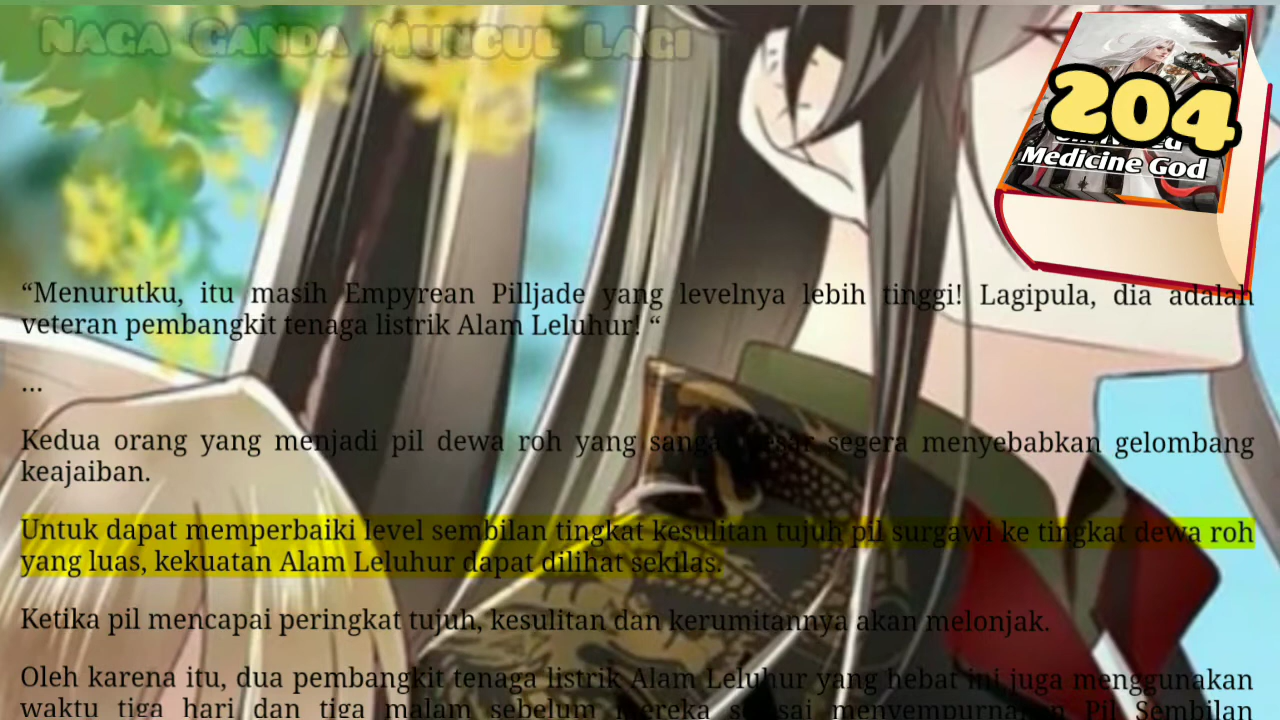 Naga Ganda Muncul Lagi
204
Medicine God
“Menurutku, itu masih Empyrean Pilljade yang levelnya lebih tinggi! Lagipula, dia adalah
veteran pembangkit tenaga listrik Alam Leluhur! “
...
Kedua orang yang menjadi pil dewa roh yang sangat besar segera menyebabkan gelombang
keajaiban.
Untuk dapat memperbaiki level sembilan tingkat kesulitan tujuh pil surgawi ke tingkat dewa roh
yang luas, kekuatan Alam Leluhur dapat dilihat sekilas.
Ketika pil mencapai peringkat tujuh, kesulitan dan kerumitannya akan melonjak.
Oleh karena itu, dua pembangkit tenaga listrik Alam Leluhur yang hebat ini juga menggunakan
waktu tiga hari dan tiga malam sebelum mereka selesai menyempurnakan Pil Sembilan